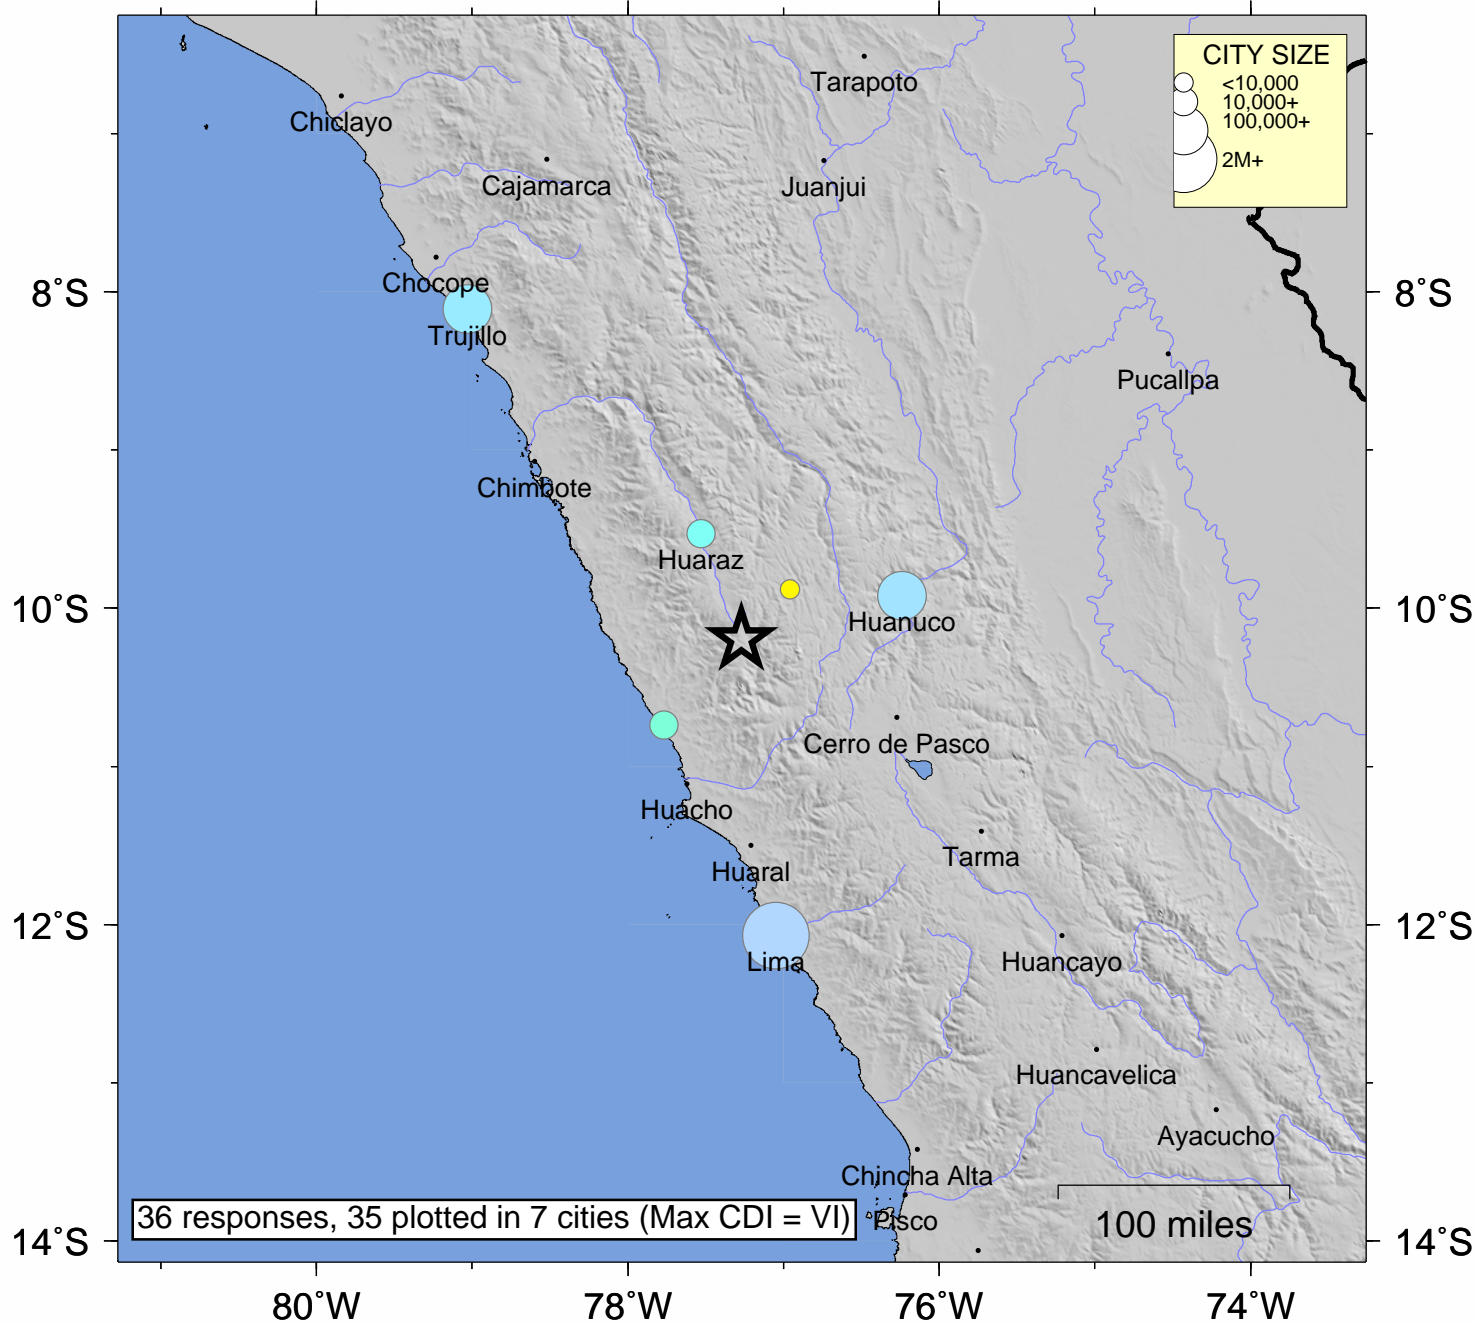 CITY SIZE
<10,000
10,000+
100,000+
2M+
Tarapoto
Chiclayo
Cajamarca
Juanjui
Chocope
8°S
8°S
Trujillo
Pucallpa
Chimbote
Huaraz
10°S
10°S
Huanuco
Cerro de Pasco
Huacho
Tarma
Huaral
12°S
12°S
Lima
Huancayo
Huancavelica
Ayacucho
Chincha Alta
36 responses, 35 plotted in 7 cities (Max CDI = VI)
Pisco
100 miles
14°S
14°S
80°W
78°W
76°W
74°W